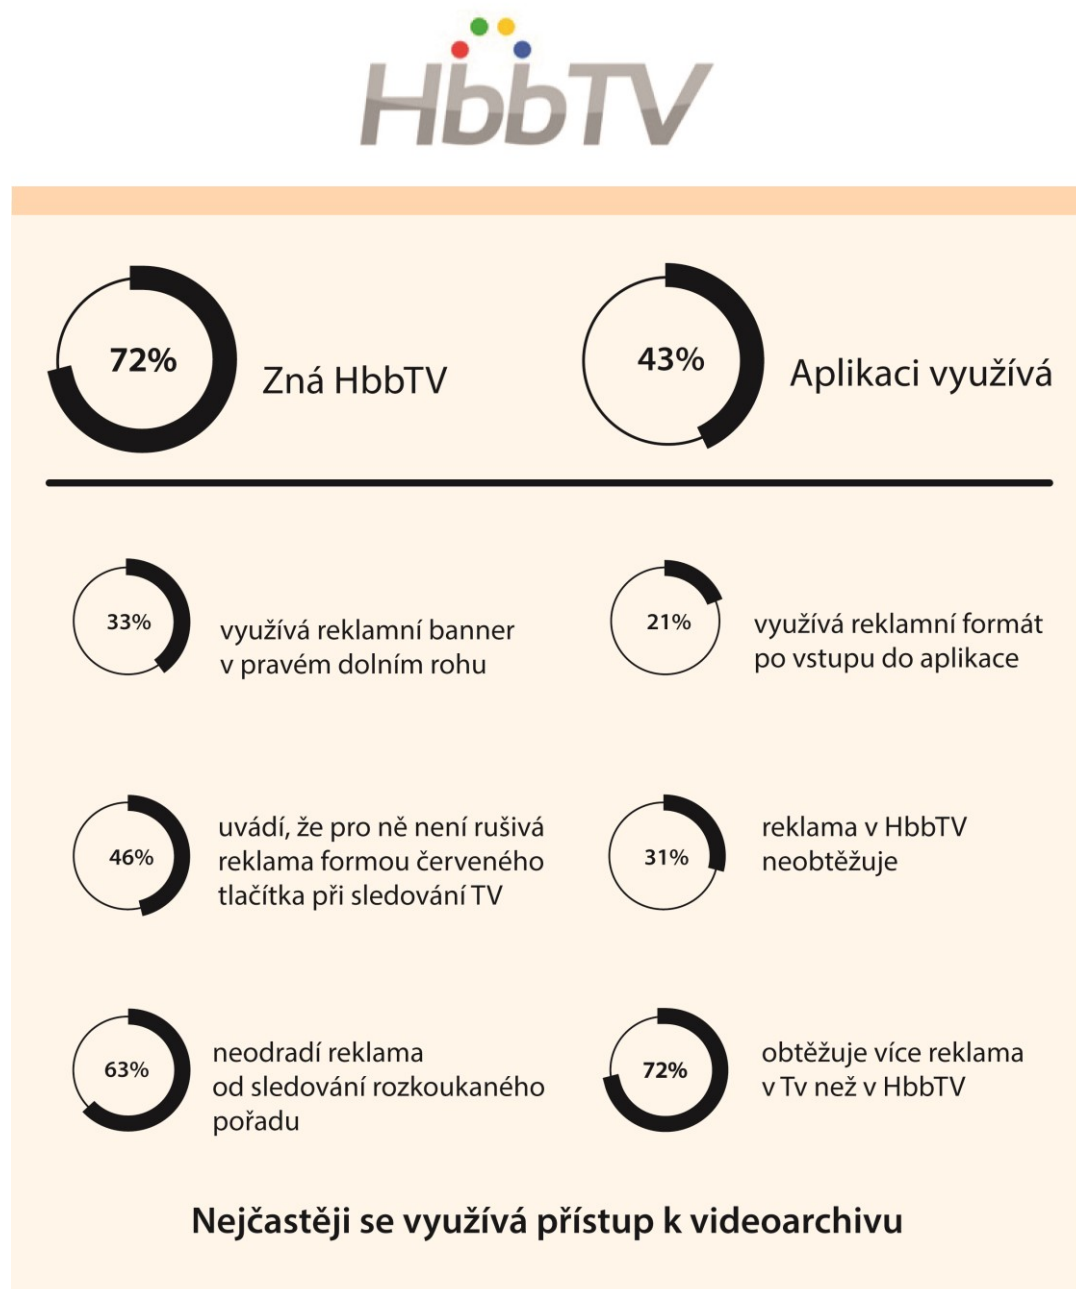 HbbTV
72%
Zná HbbTV
43%
Aplikaci využívá
33%
využívá reklamní banner
v pravém dolním rohu
21%
využívá reklamní formát
po vstupu do aplikace
46%
uvádí, že pro ně není rušivá
reklama formou červeného
tlačítka při sledování TV
31%
reklama v HbbTV
neobtěžuje
63%
neodradí reklama
od sledování rozkoukaného
pořadu
72%
obtěžuje více reklama
v Tv než v HbbTV
Nejčastěji se využívá přístup k videoarchivu